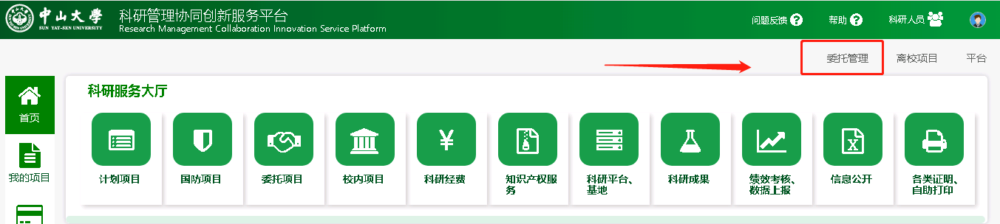 中山大學
SUN YAT-SEN UNIVERSITY
科研管理协同创新服务平台
Research Management Collaboration Innovation Service Platform
问题反馈 ?
帮助 ?
科研人员
委托管理
离校项目
平台
首页
我的项目
科研服务大厅
计划项目
国防项目
委托项目
校内项目
¥
科研经费
知识产权服
务
科研平台、
基地
科研成果
绩效考核、
数据上报
X
信息公开
各类证明、
自助打印